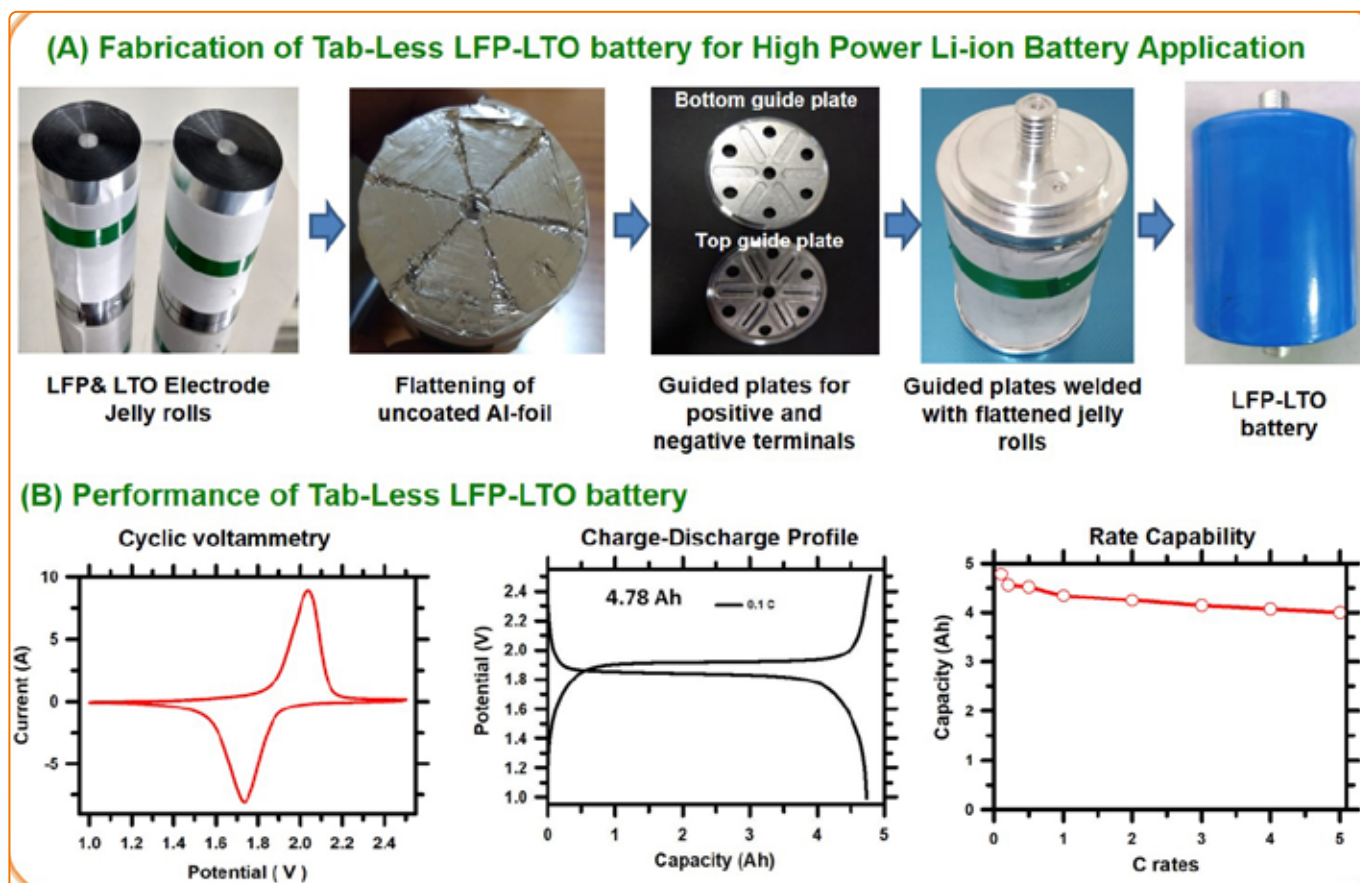 (A) Fabrication of Tab-Less LFP-LTO battery for High Power Li-ion Battery Application
Bottom guide plate
Top guide plate
LFP& LTO Electrode
Jelly rolls
Flattening of
uncoated Al-foil
Guided plates for
positive and
negative terminals
Guided plates welded
with flattened jelly
rolls
LFP-LTO
battery
(B) Performance of Tab-Less LFP-LTO battery
Cyclic voltammetry
Current (A)
10
5
0
-5
1.0 1.2 1.4 1.6 1.8 2.0 2.2 2.4
Potential ( V )
Charge-Discharge Profile
4.78 Ah
0.1 C
Potential (V)
2.4
2.2
2.0
1.8
1.6
1.4
1.2
1.0
0 1 2 3 4 5
Capacity (Ah)
Rate Capability
Capacity (Ah)
5
4
3
2
1
0
0 1 2 3 4 5
C rates